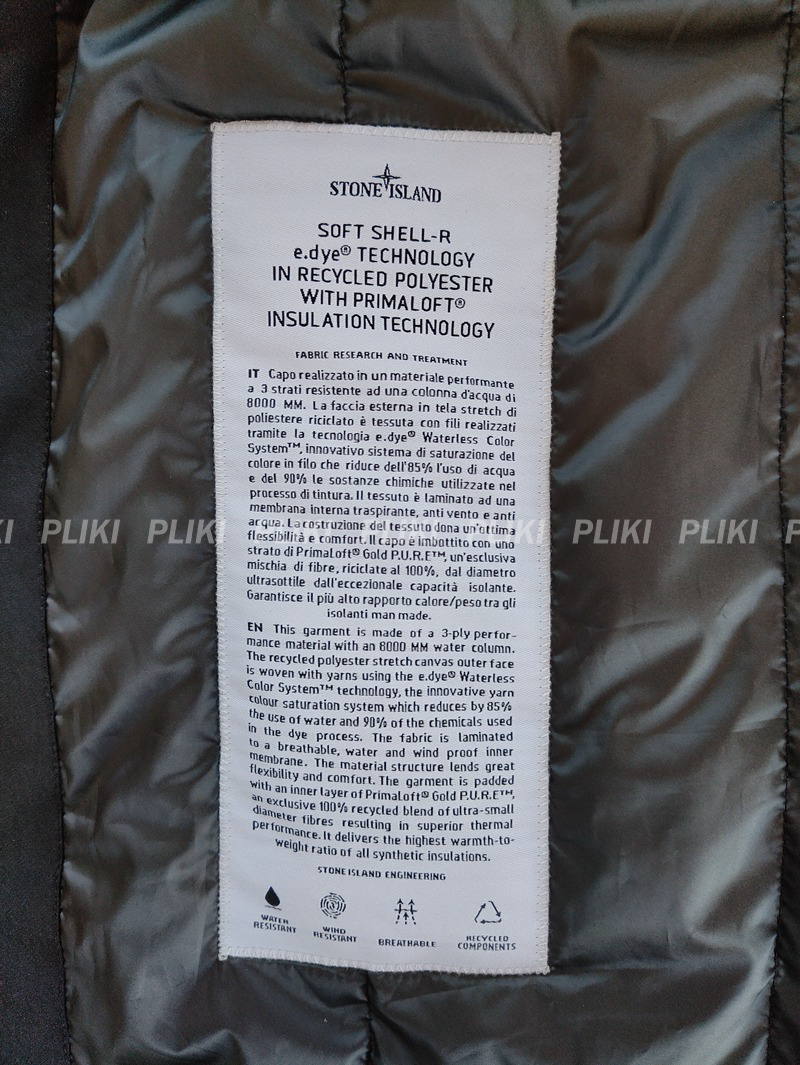 STONE ISLAND
SOFT SHELL-R
e.dye® TECHNOLOGY
IN RECYCLED POLYESTER
WITH PRIMALOFT®
INSULATION TECHNOLOGY
FABRIC RESEARCH AND TREATMENT
IT Capo realizzato in un materiale performante
a 3 strati resistente ad una colonna d'acqua di
8000 MM. La faccia esterna in tela stretch di
poliestere riciclato è tessuta con fili realizzati
tramite la tecnologia e.dye® Waterless Color
System™, innovativo sistema di saturazione del
colore in filo che riduce dell'85% l'uso di acqua
e del 90% le sostanze chimiche utilizzate nel
processo di tintura. Il tessuto è laminato ad una
membrana interna traspirante, anti vento e anti
acqua. La costruzione del tessuto dona un'ottima
flessibilità e comfort. Il capo è imbottito con uno
strato di PrimaLoft® Gold P.U.R.E™, un'esclusiva
mischia di fibre, riciclate al 100%, dal diametro
ultrasottile dall'eccezionale capacità isolante.
Garantisce il più alto rapporto calore/peso tra gli
isolanti man made.
EN This garment is made of a 3-ply perfor-
mance material with an 8000 MM water column.
The recycled polyester stretch canvas outer face
is woven with yarns using the e.dye® Waterless
Color System™ technology, the innovative yarn
colour saturation system which reduces by 85%
the use of water and 90% of the chemicals used
in the dye process. The fabric is laminated
to a breathable, water and wind proof inner
membrane. The material structure lends great
flexibility and comfort. The garment is padded
with an inner layer of PrimaLoft® Gold P.U.R.E™,
an exclusive 100% recycled blend of ultra-small
diameter fibres resulting in superior thermal
performance. It delivers the highest warmth-to-
weight ratio of all synthetic insulations.
STONE ISLAND ENGINEERING
WATER RESISTANT
WIND RESISTANT
BREATHABLE
RECYCLED COMPONENTS
PLIKI PLIKI PLIKI PLIKI PLIKI PLIKI PLIKI